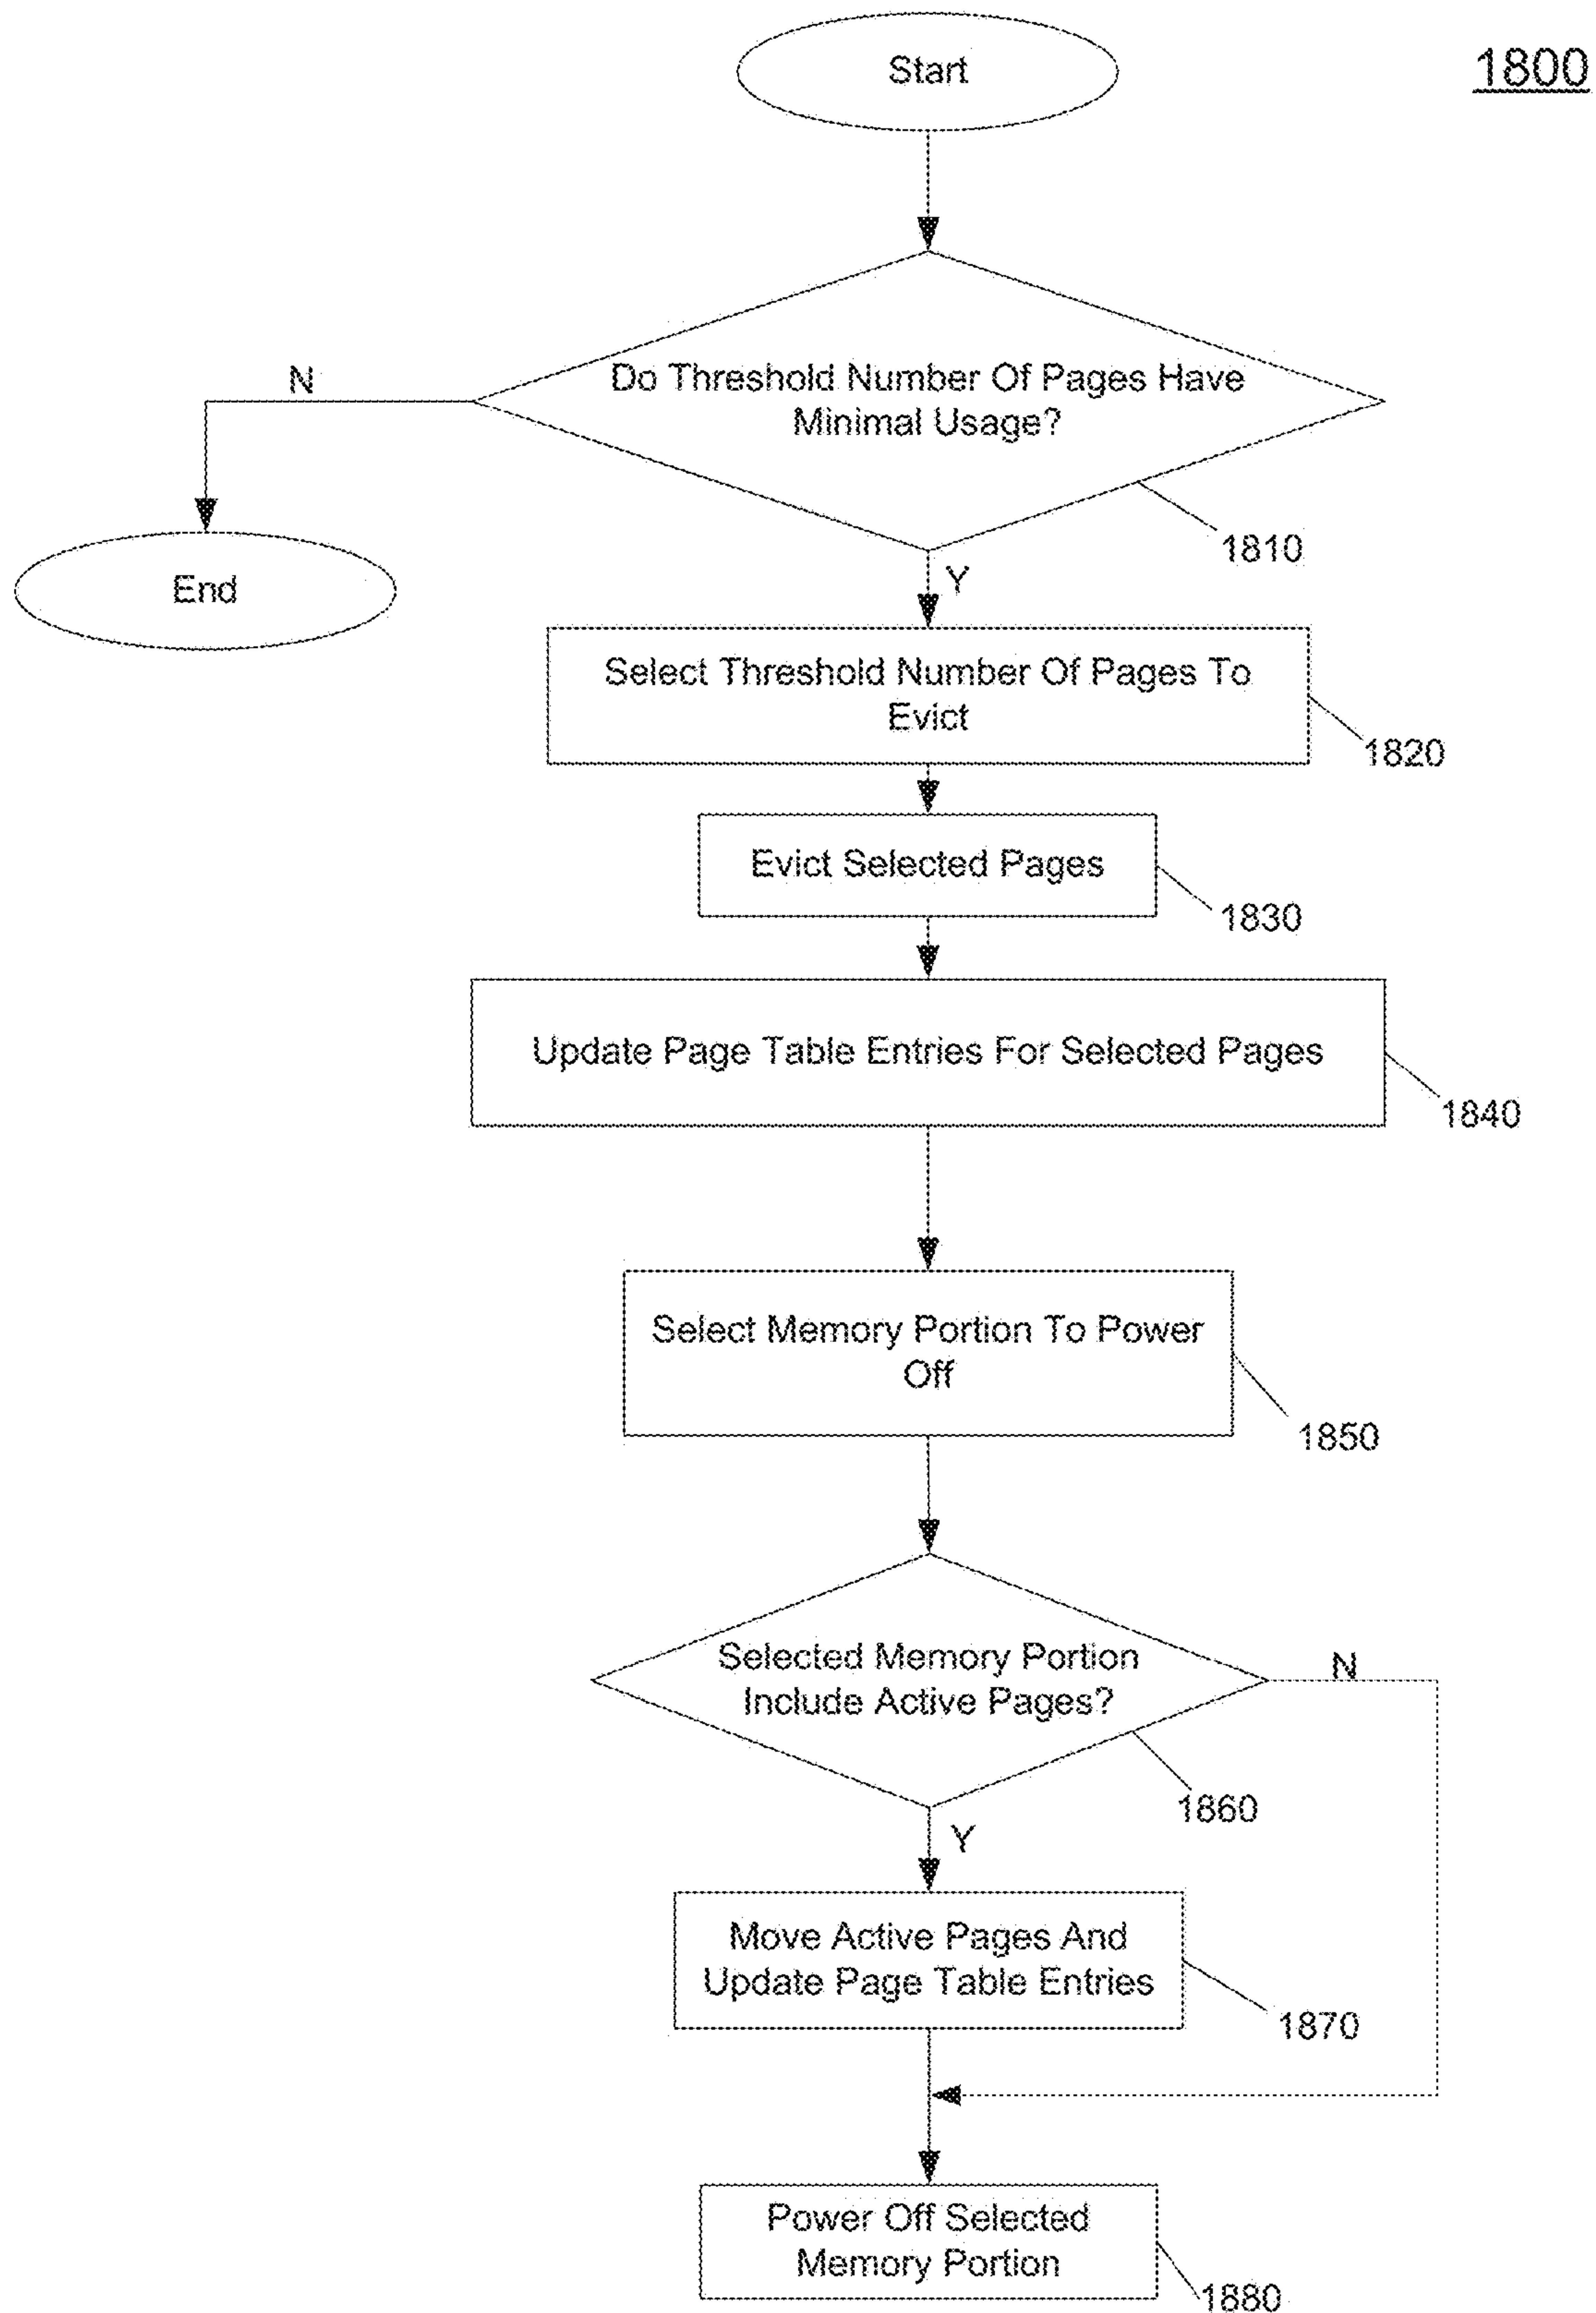 1800
Start
Do Threshold Number Of Pages Have
Minimal Usage?
N
1810
End
Y
Select Threshold Number Of Pages To
Evict
1820
Evict Selected Pages
1830
Update Page Table Entries For Selected Pages
1840
Select Memory Portion To Power
Off
1850
Selected Memory Portion
Include Active Pages?
N
1860
Y
Move Active Pages And
Update Page Table Entries
1870
Power Off Selected
Memory Portion
1880